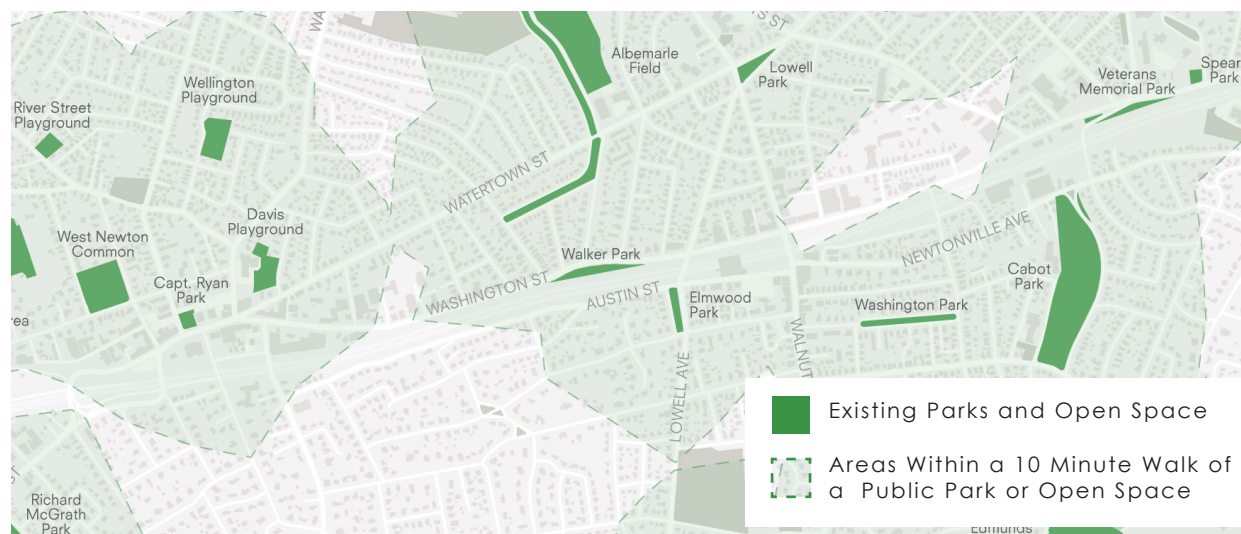 WA
TS ST
Albemarle
Field
Lowell
Park
Spear
Park
Veterans
Memorial Park
Wellington
Playground
River Street
Playground
WATERTOWN ST
Davis
Playground
West Newton
Common
Walker Park
NEWTONVILLE AVE
Capt. Ryan
Park
WASHINGTON ST
AUSTIN ST
Elmwood
Park
Cabot
Park
Washington Park
rea
WALNUT
LOWELL AVE
Existing Parks and Open Space
Areas Within a 10 Minute Walk of
a Public Park or Open Space
Richard
McGrath
Park
Edmunds